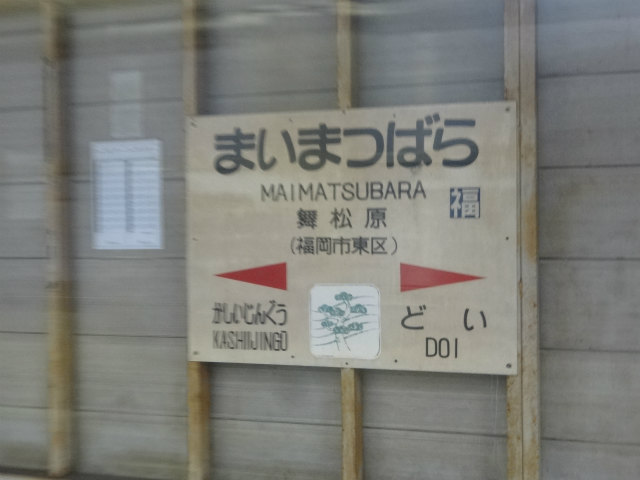 まいまつばら
MAIMATSUBARA
福
舞松原
(福岡市東区)
かしいじんぐう
KASHIIJINGŪ
どい
DOI